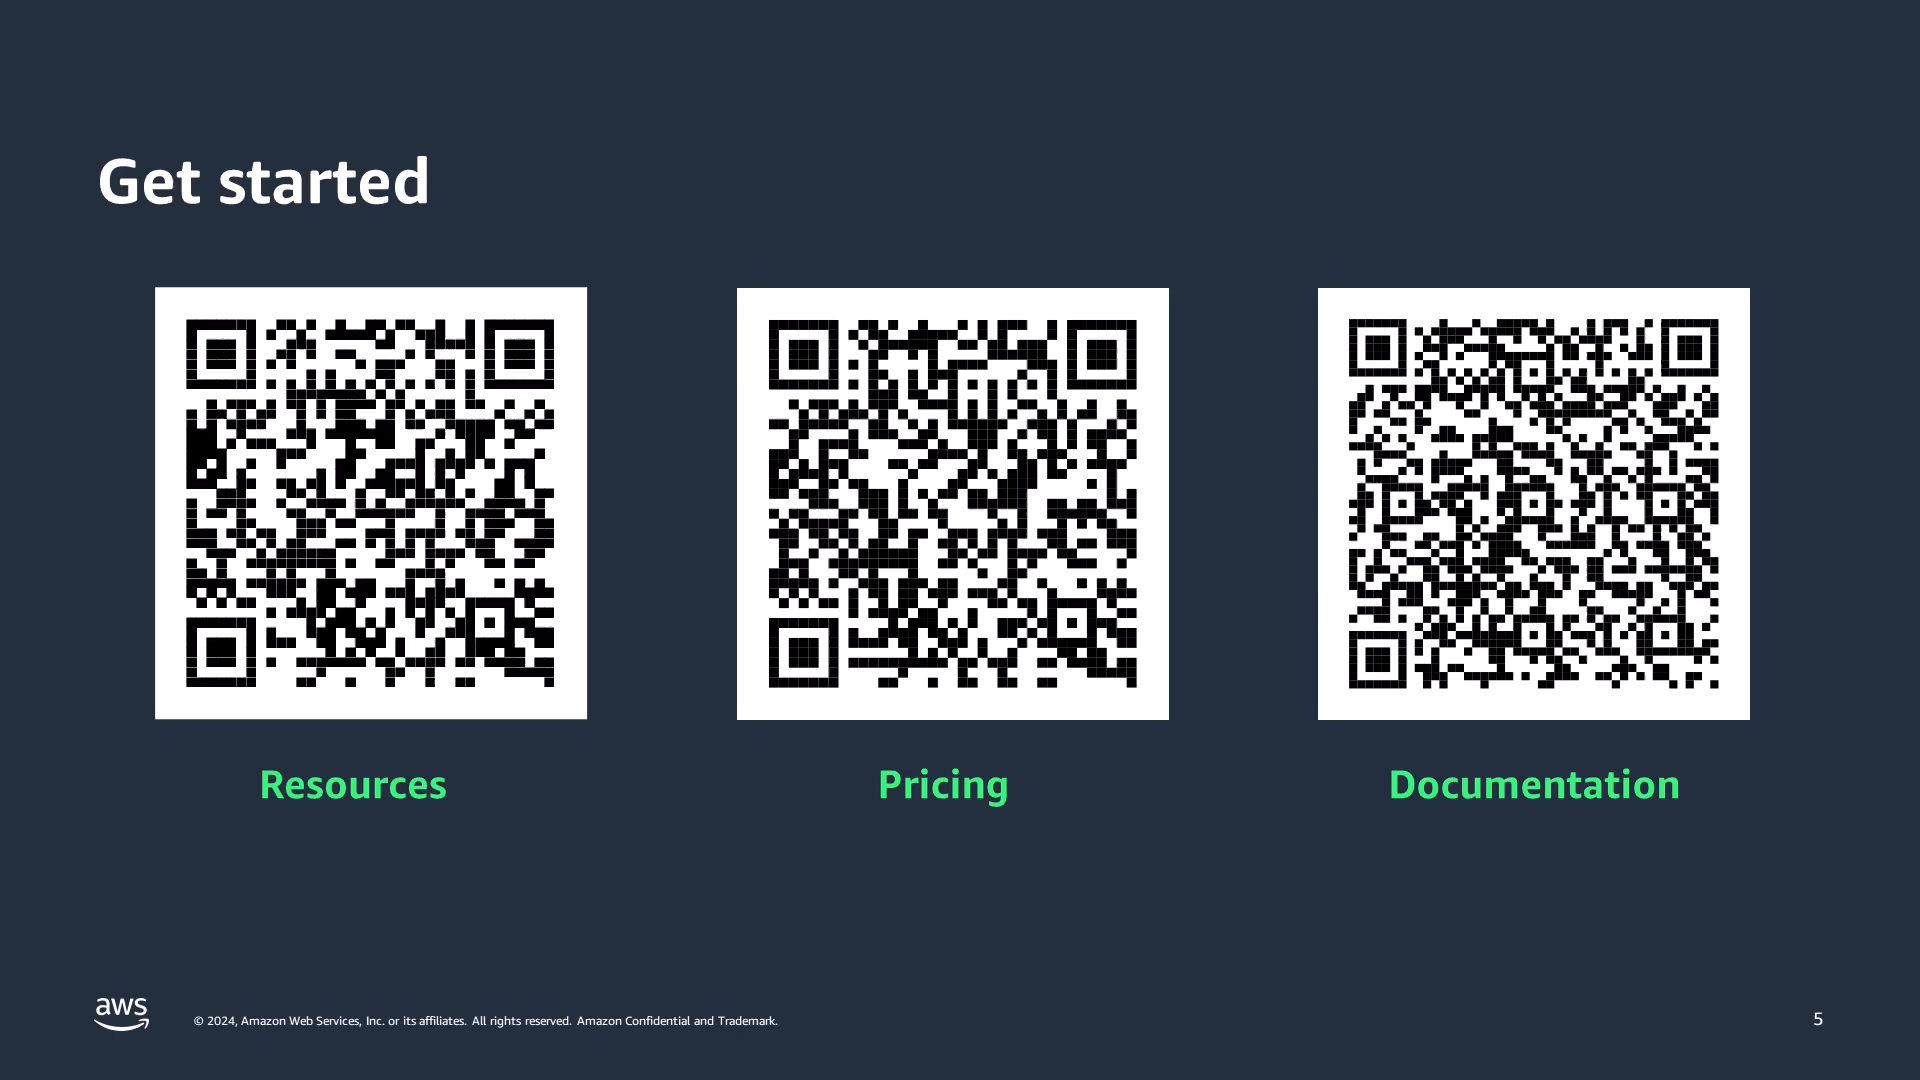 Get started
Resources
Pricing
Documentation
aws
© 2024, Amazon Web Services, Inc. or its affiliates. All rights reserved. Amazon Confidential and Trademark.
5